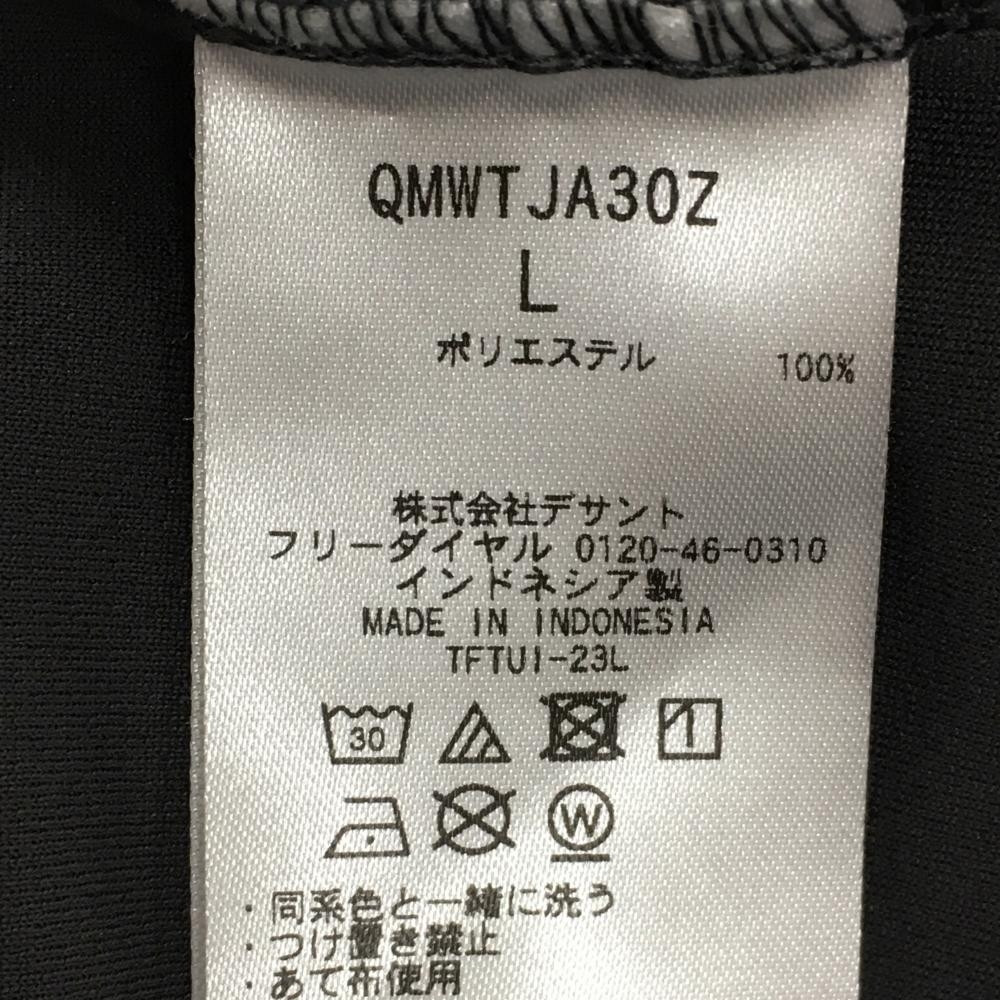 QMWTJA30Z
L
ポリエステル 100%
株式会社デサント
フリーダイヤル 0120-46-0310
インドネシア製
MADE IN INDONESIA
TFTUI-23L
30
1
W
・同系色と一緒に洗う
・つけ置き禁止
・あて布使用